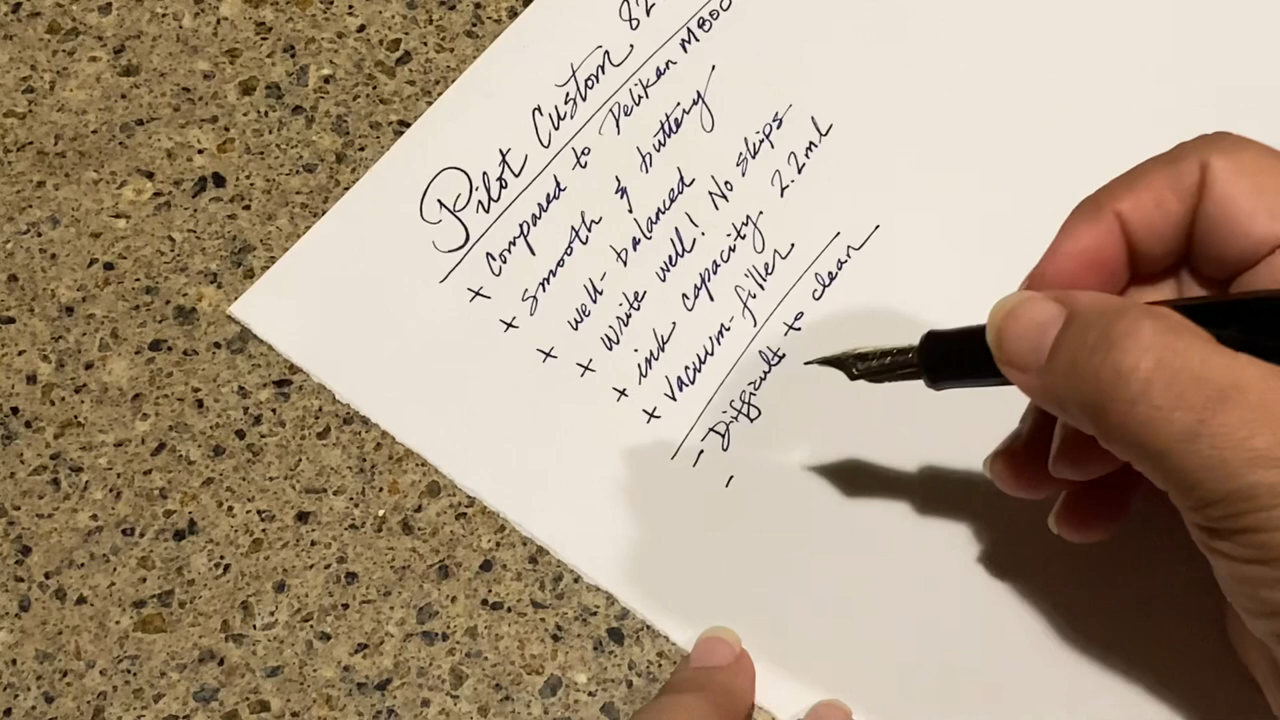 Pilot Custom 82
+ Compared to Pelikan M800
+ smooth & buttery
+ well-balanced
+ write well! No skips
+ ink capacity 2.2ml
+ vacuum-filler
- Difficult to clean
-